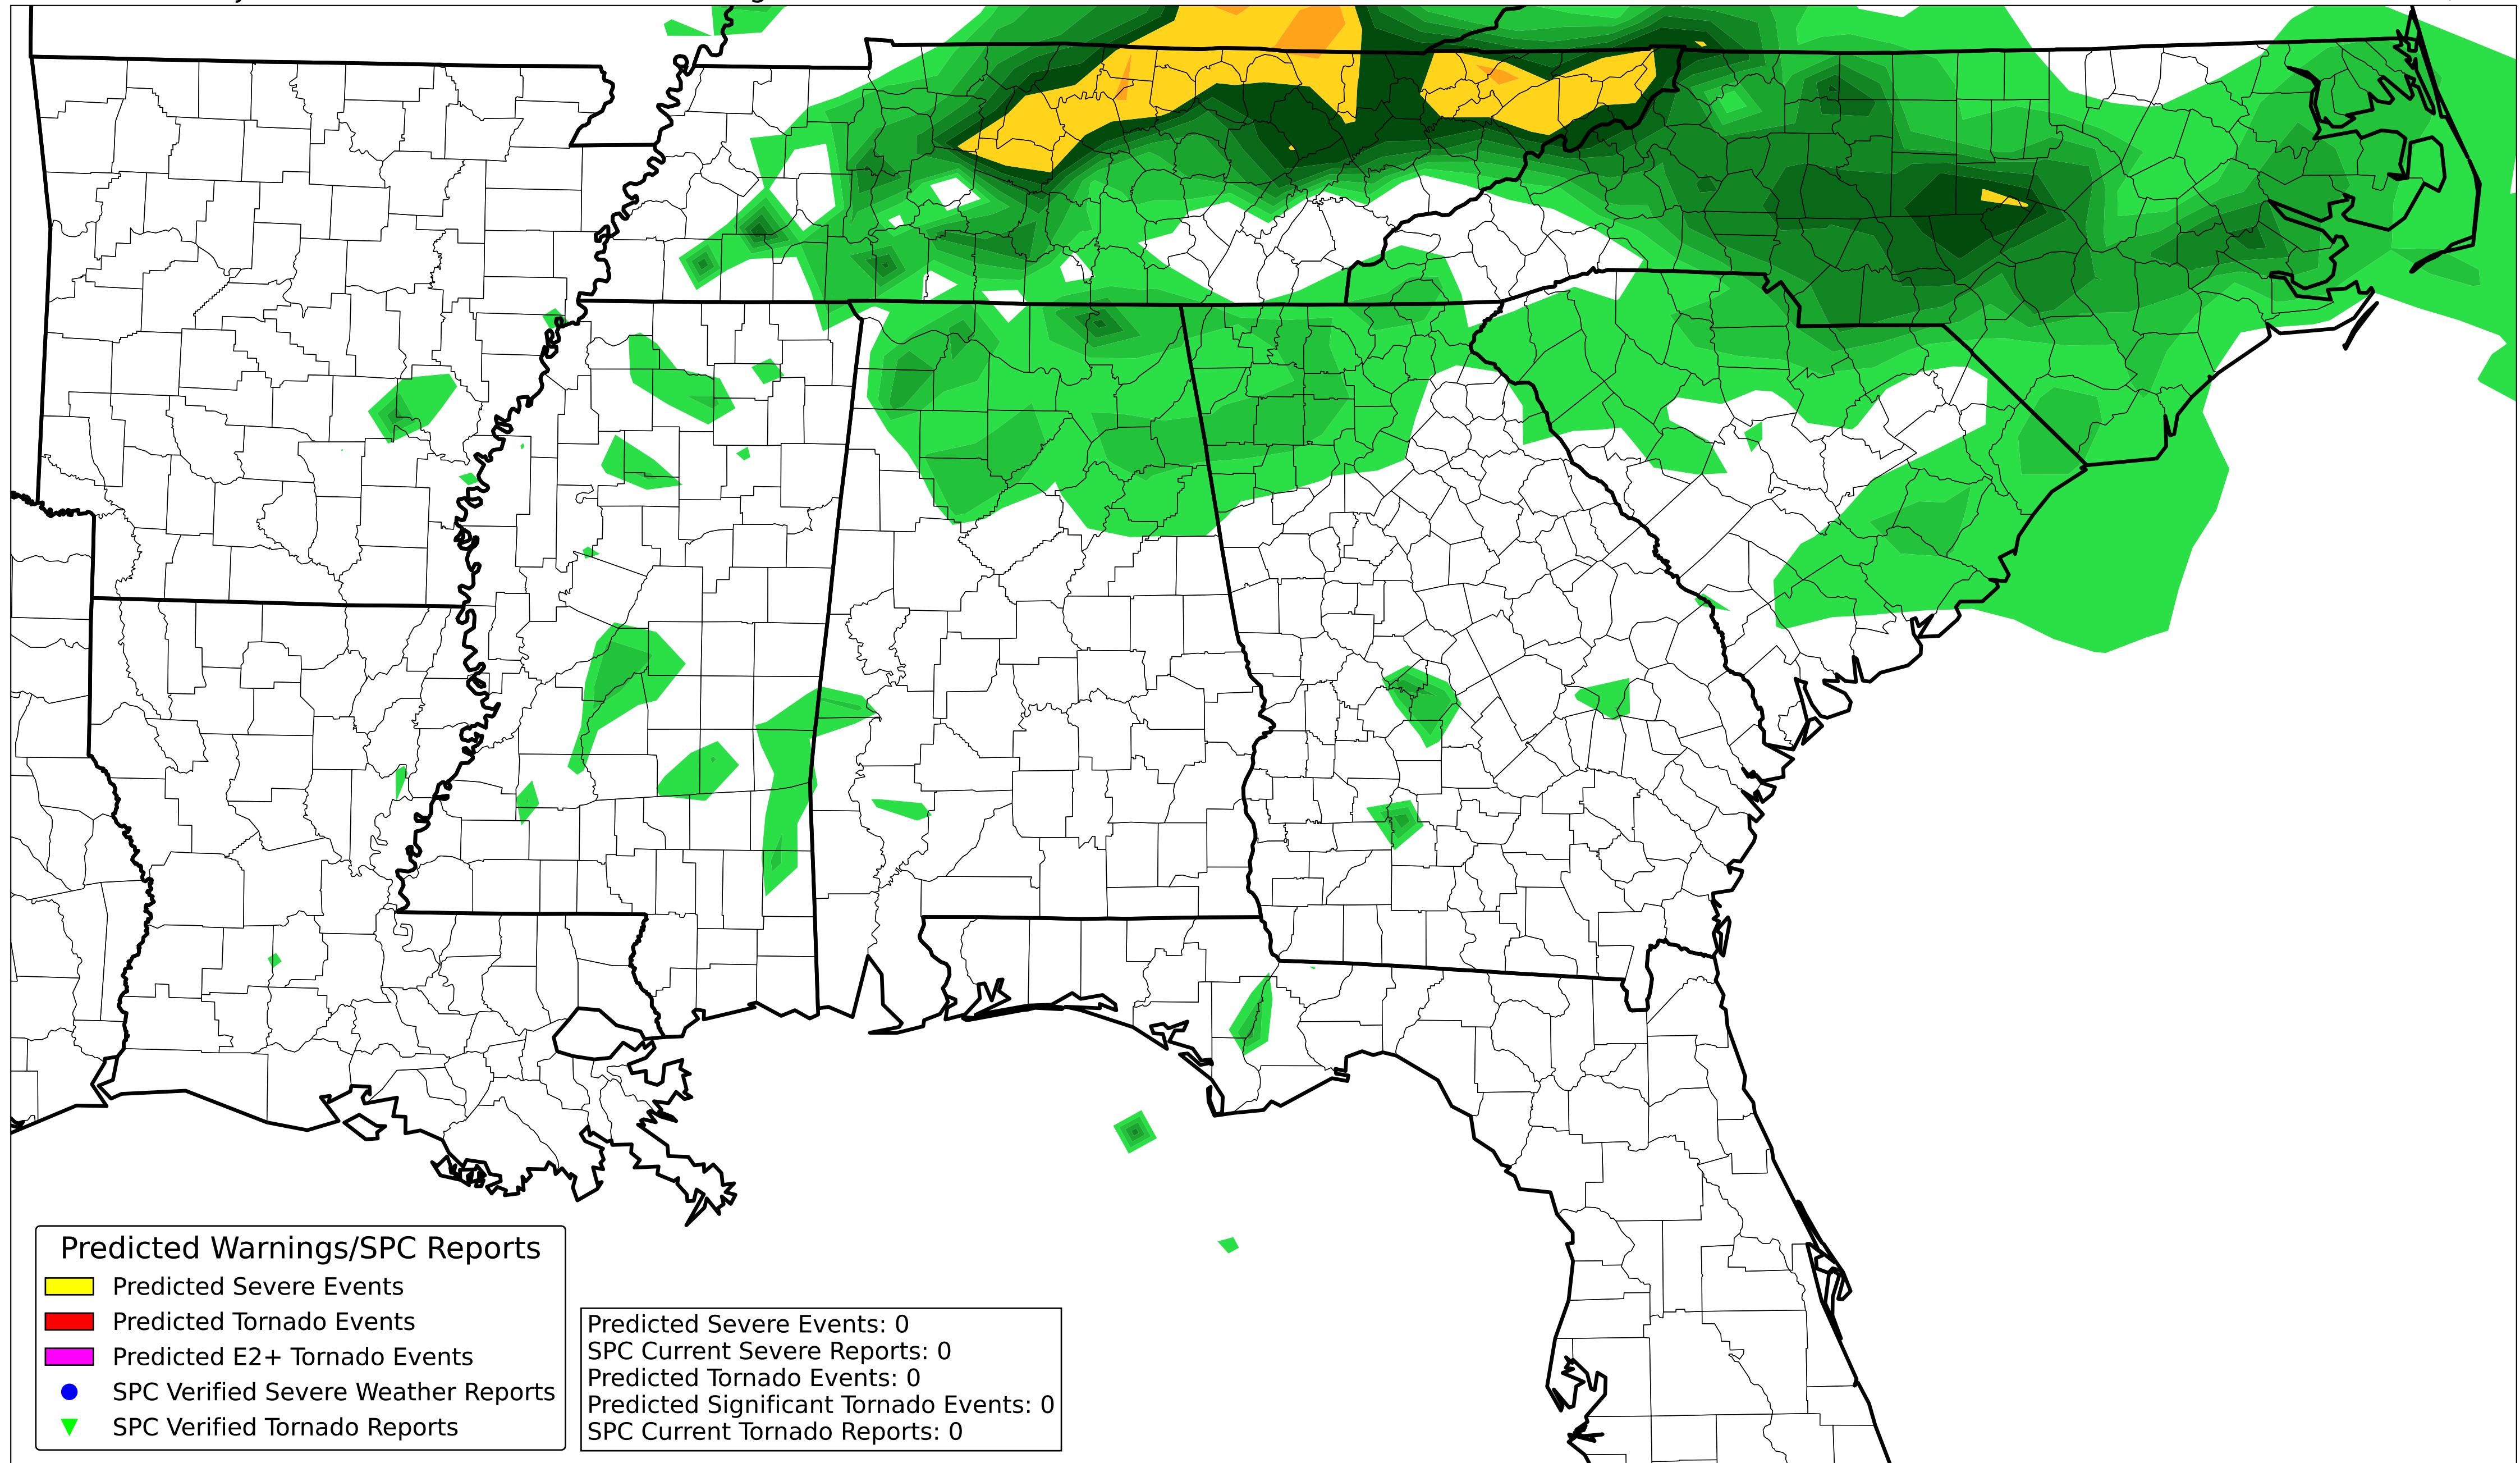 Predicted Warnings/SPC Reports
Predicted Severe Events
Predicted Tornado Events
Predicted E2+ Tornado Events
SPC Verified Severe Weather Reports
SPC Verified Tornado Reports
Predicted Severe Events: 0
SPC Current Severe Reports: 0
Predicted Tornado Events: 0
Predicted Significant Tornado Events: 0
SPC Current Tornado Reports: 0